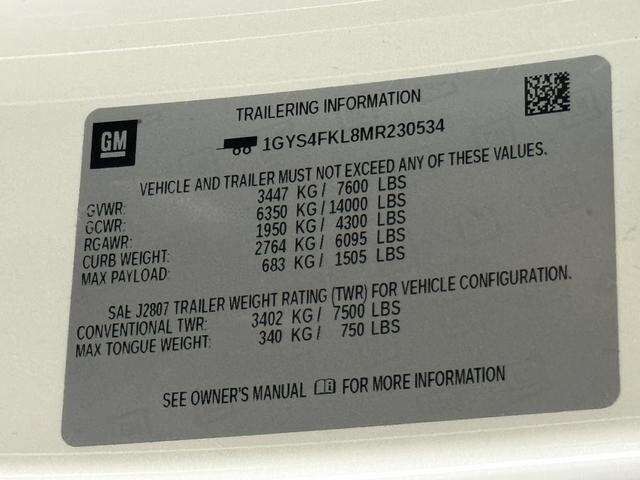 TRAILERING INFORMATION
GM
1GYS4FKL8MR230534
VEHICLE AND TRAILER MUST NOT EXCEED ANY OF THESE VALUES.
GVWR: 3447 KG / 7600 LBS
GCWR: 6350 KG / 14000 LBS
RGAWR: 1950 KG / 4300 LBS
CURB WEIGHT: 2764 KG / 6095 LBS
MAX PAYLOAD: 683 KG / 1505 LBS
SAE J2807 TRAILER WEIGHT RATING (TWR) FOR VEHICLE CONFIGURATION.
CONVENTIONAL TWR: 3402 KG / 7500 LBS
MAX TONGUE WEIGHT: 340 KG / 750 LBS
SEE OWNER'S MANUAL FOR MORE INFORMATION